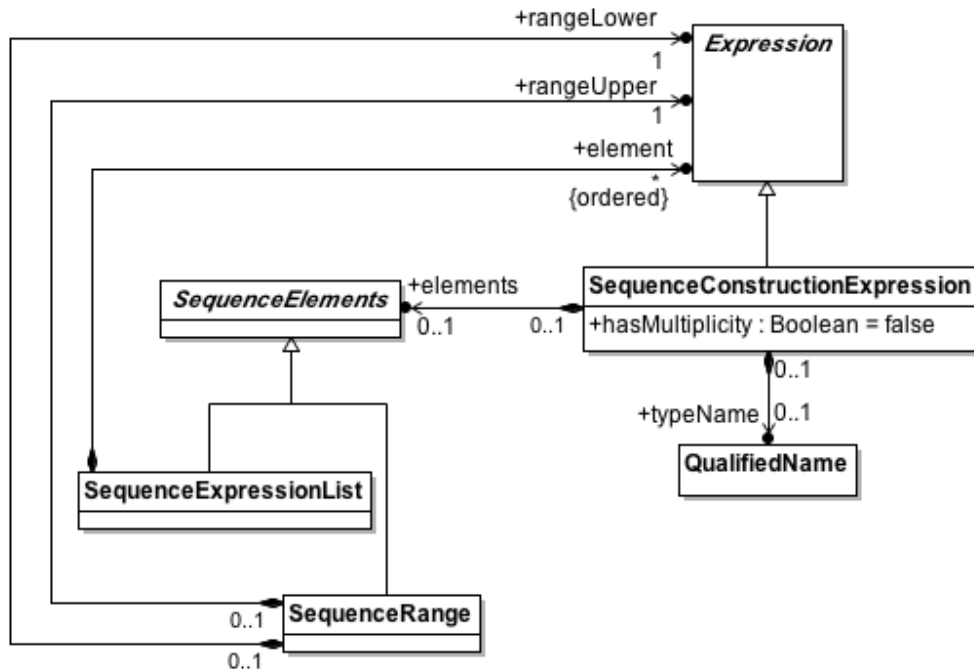 +rangeLower
1
Expression
+rangeUpper
1
+element
*
{ordered}
SequenceElements
+elements
0..1
0..1
SequenceConstructionExpression
+hasMultiplicity : Boolean = false
0..1
+typeName
0..1
QualifiedName
SequenceExpressionList
SequenceRange
0..1
0..1